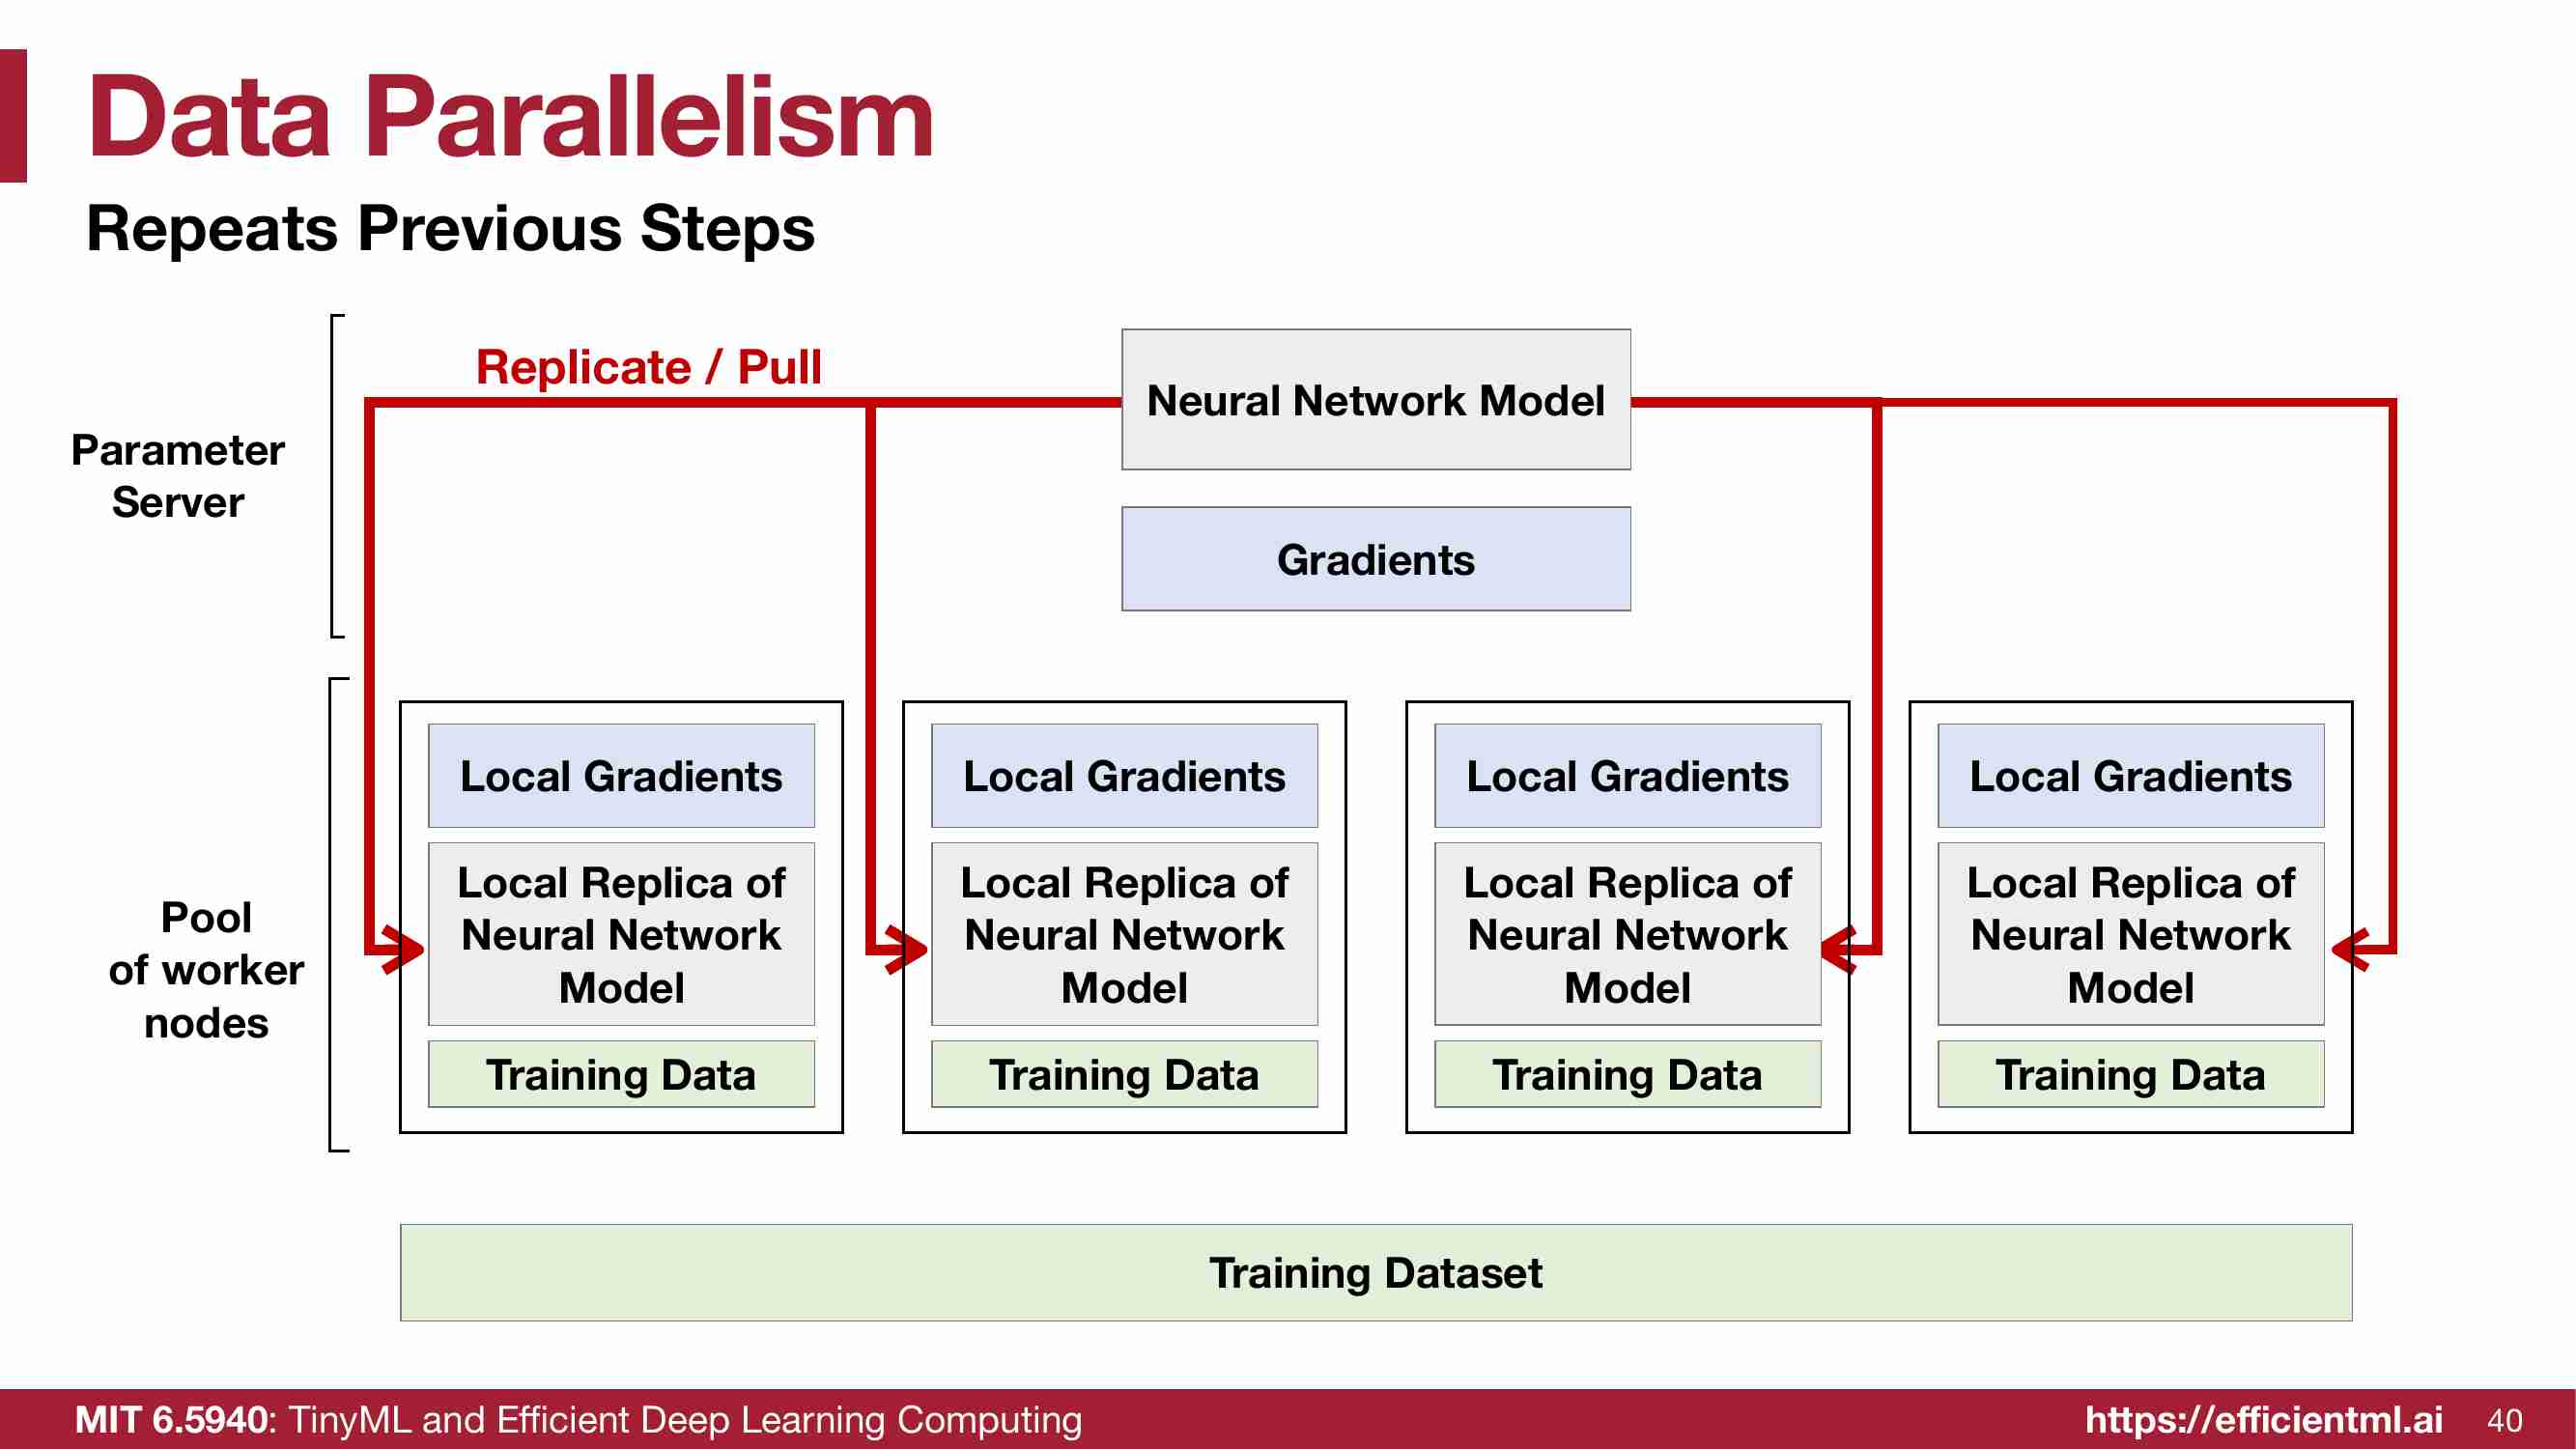 Data Parallelism
Repeats Previous Steps
Replicate / Pull
Neural Network Model
Parameter
Server
Gradients
Local Gradients
Local Gradients
Local Gradients
Local Gradients
Pool
of worker
nodes
Local Replica of
Neural Network
Model
Local Replica of
Neural Network
Model
Local Replica of
Neural Network
Model
Local Replica of
Neural Network
Model
Training Data
Training Data
Training Data
Training Data
Training Dataset
MIT 6.5940: TinyML and Efficient Deep Learning Computing
https://efficientml.ai
40